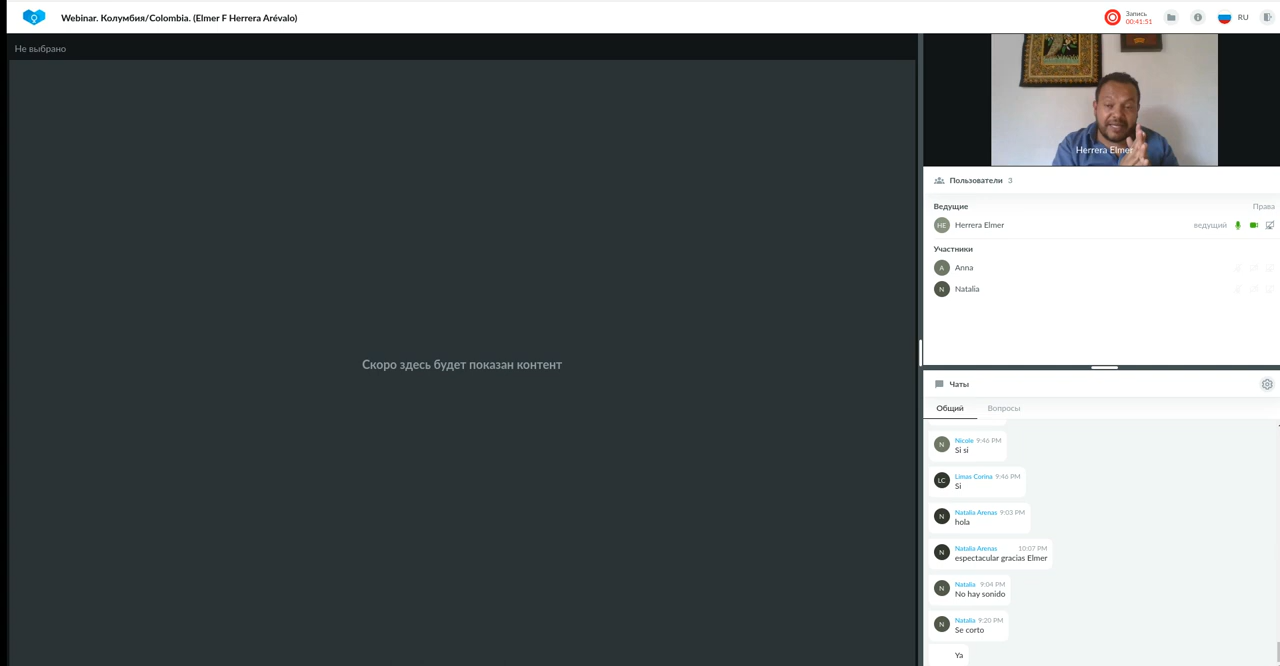 Webinar. Колумбия/Colombia. (Elmer F Herrera Arévalo)
Запись
00:41:51
RU
Не выбрано
Скоро здесь будет показан контент
Herrera Elmer
Пользователи 3
Ведущие Права
HE Herrera Elmer ведущий
Участники
A Anna
N Natalia
Чаты
Общий Вопросы
N Nicole 9:46 PM
Si si
LC Limas Corina 9:46 PM
Si
N Natalia Arenas 9:03 PM
hola
N Natalia Arenas 10:07 PM
espectacular gracias Elmer
N Natalia 9:04 PM
No hay sonido
N Natalia 9:20 PM
Se corto
Ya